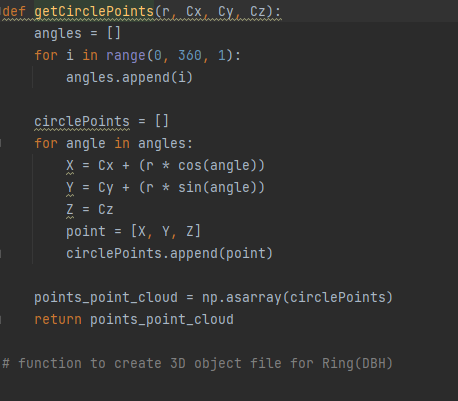 def getCirclePoints(r, Cx, Cy, Cz):
    angles = []
    for i in range(0, 360, 1):
        angles.append(i)

    circlePoints = []
    for angle in angles:
        X = Cx + (r * cos(angle))
        Y = Cy + (r * sin(angle))
        Z = Cz
        point = [X, Y, Z]
        circlePoints.append(point)

    points_point_cloud = np.asarray(circlePoints)
    return points_point_cloud

# function to create 3D object file for Ring(DBH)